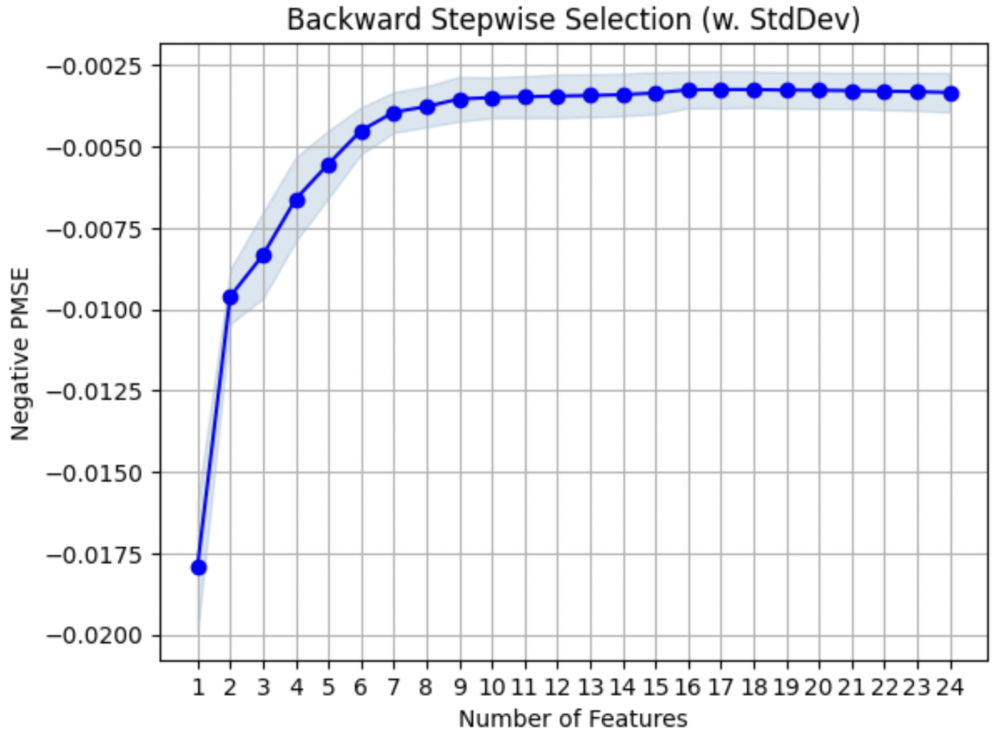 Backward Stepwise Selection (w. StdDev)
−0.0025
−0.0050
−0.0075
−0.0100
−0.0125
−0.0150
−0.0175
−0.0200
Negative PMSE
1 2 3 4 5 6 7 8 9 10 11 12 13 14 15 16 17 18 19 20 21 22 23 24
Number of Features